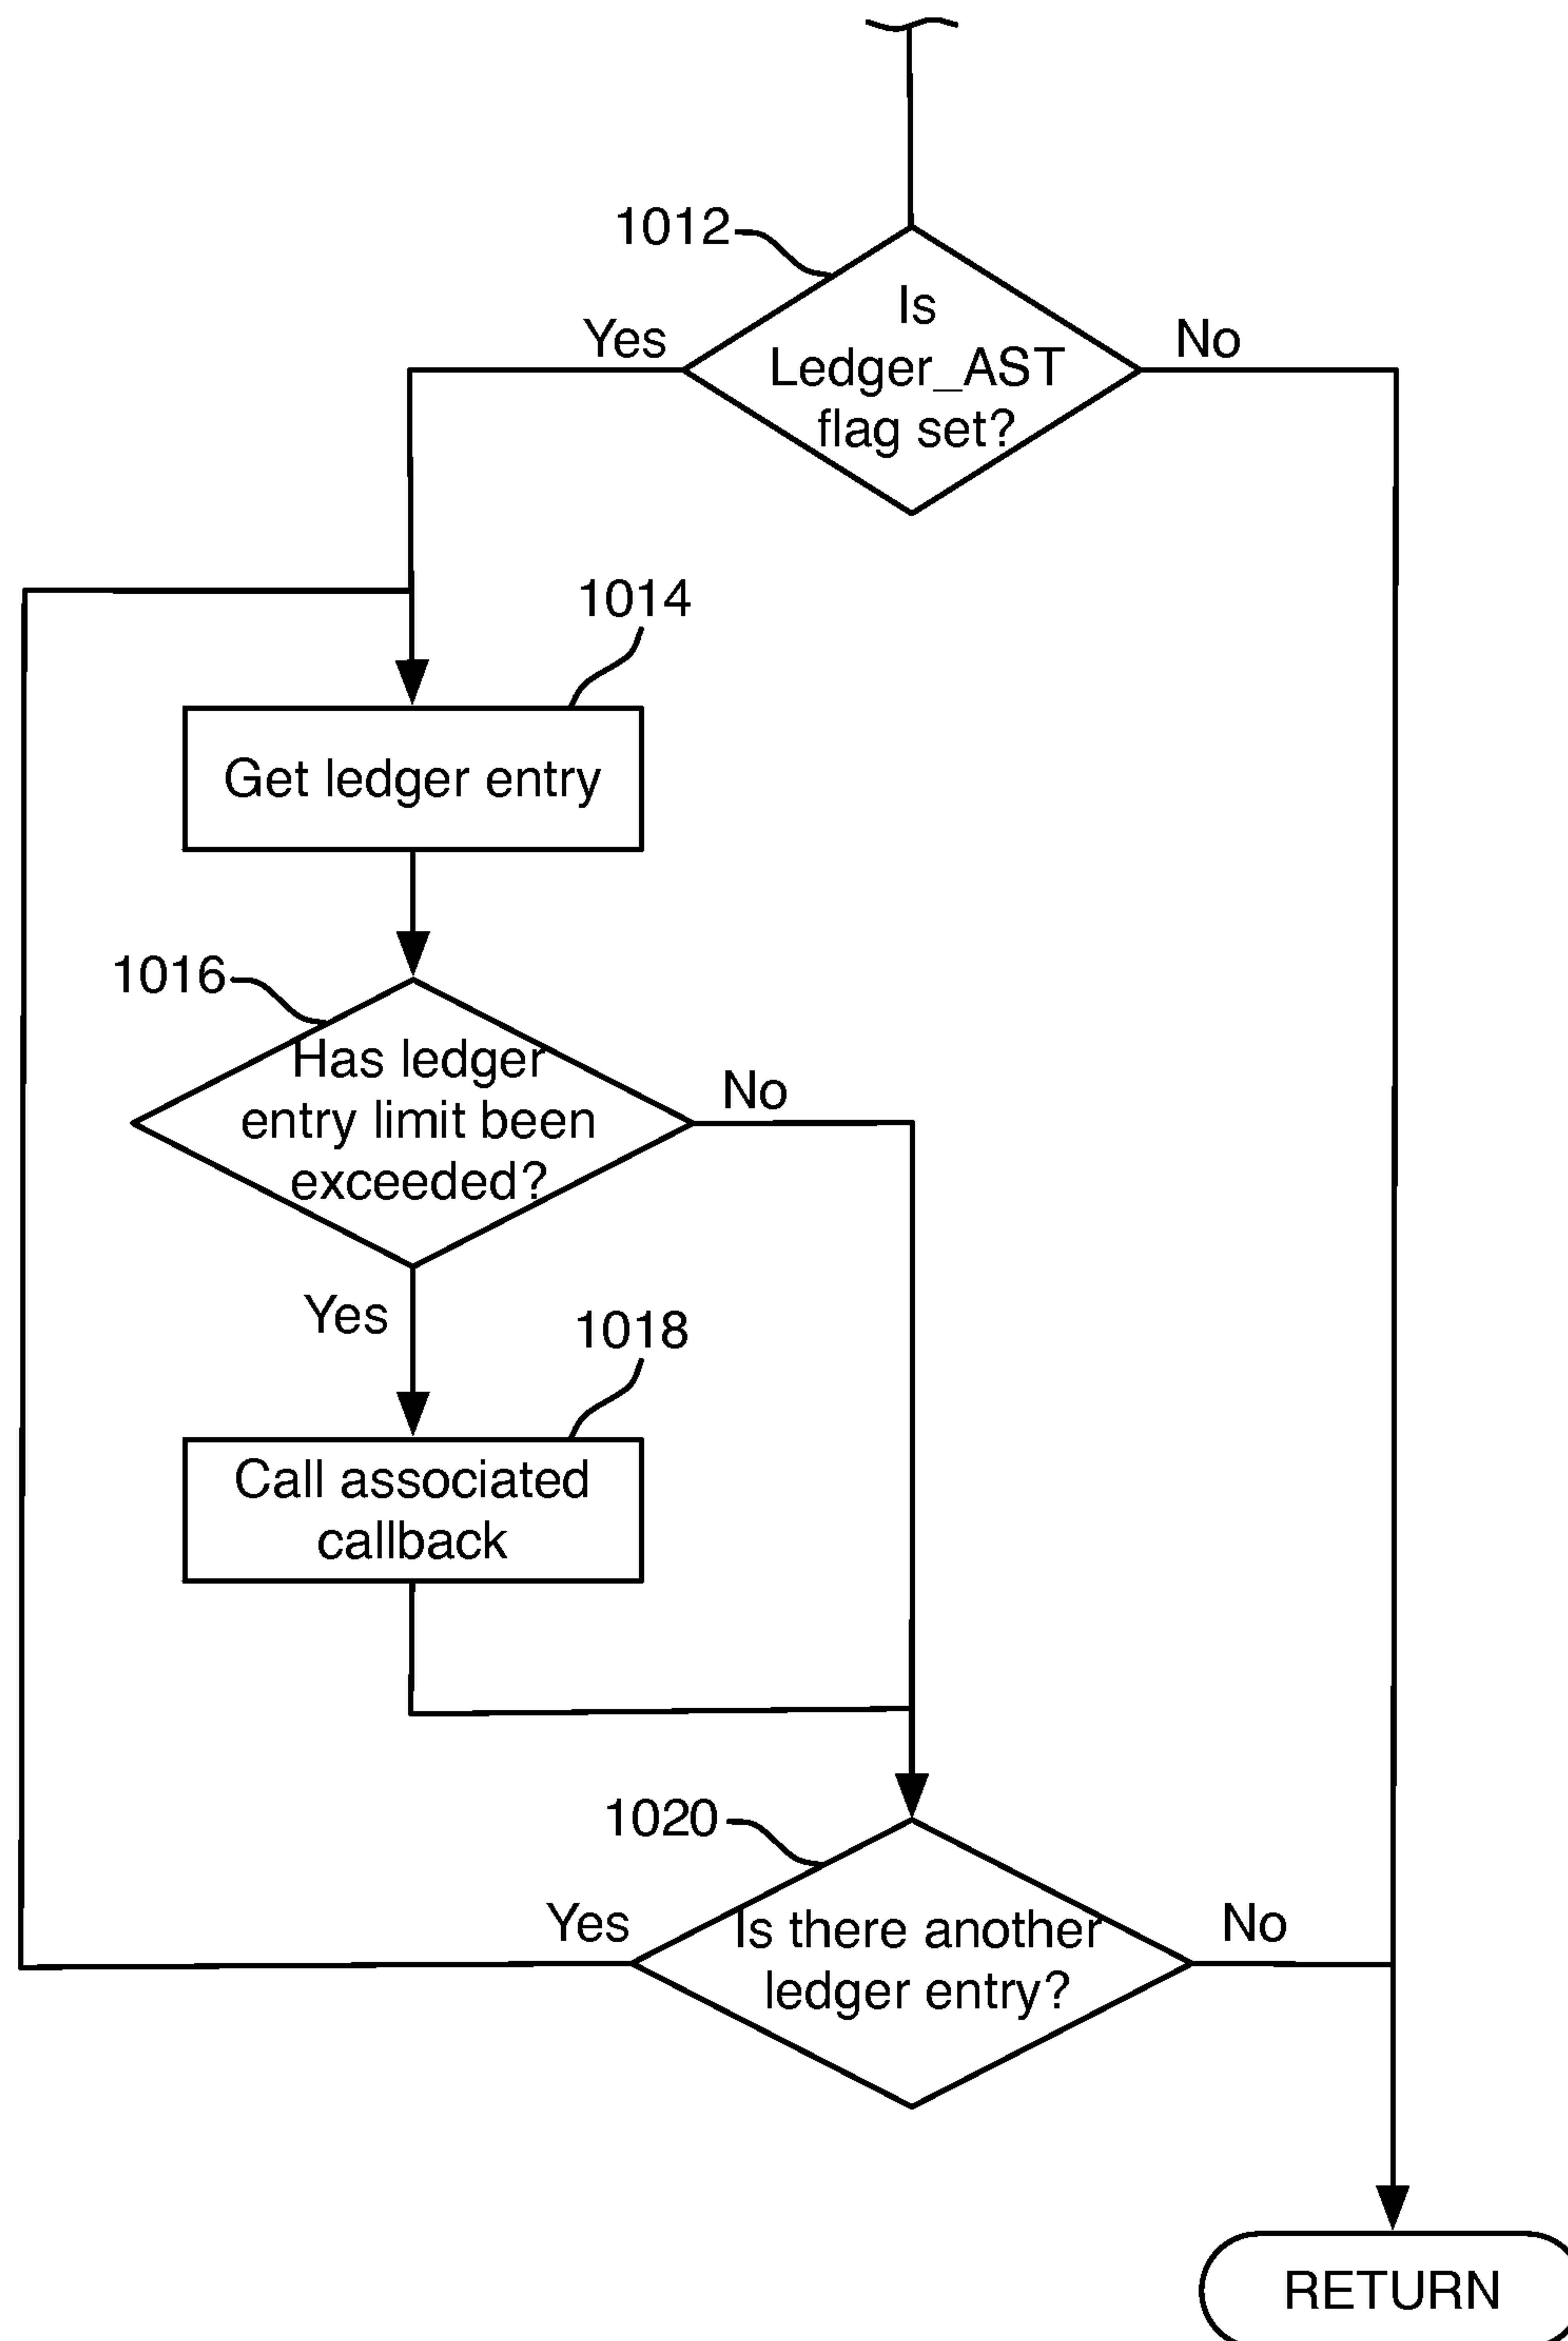 1012
Yes
Is
Ledger_AST
flag set?
No
1014
Get ledger entry
1016
Has ledger
entry limit been
exceeded?
No
Yes
1018
Call associated
callback
1020
Yes
Is there another
ledger entry?
No
RETURN